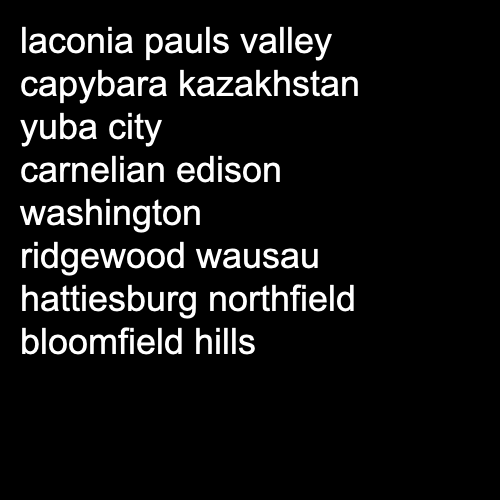 laconia pauls valley
capybara kazakhstan
yuba city
carnelian edison
washington
ridgewood wausau
hattiesburg northfield
bloomfield hills